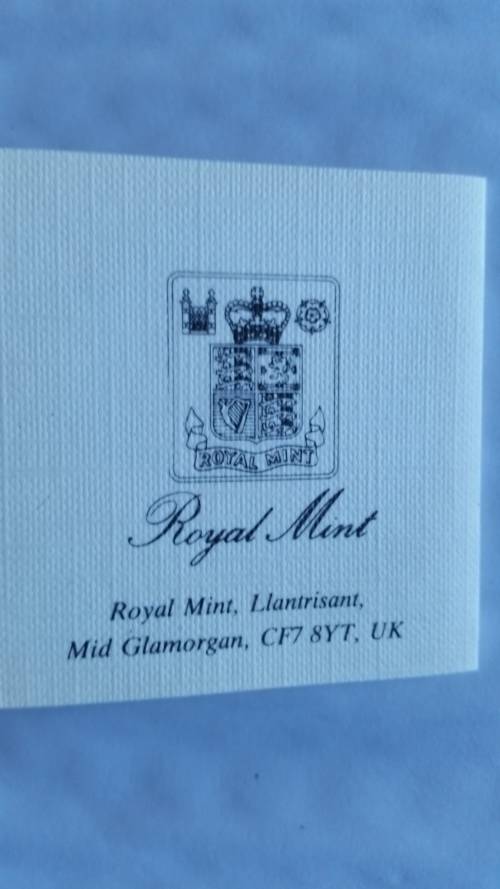 ROYAL MINT
Royal Mint
Royal Mint, Llantrisant,
Mid Glamorgan, CF7 8YT, UK